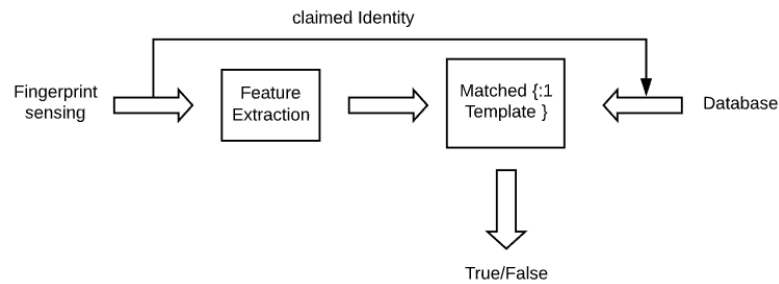 claimed Identity
Fingerprint
sensing
Feature
Extraction
Matched {:1
Template }
Database
True/False